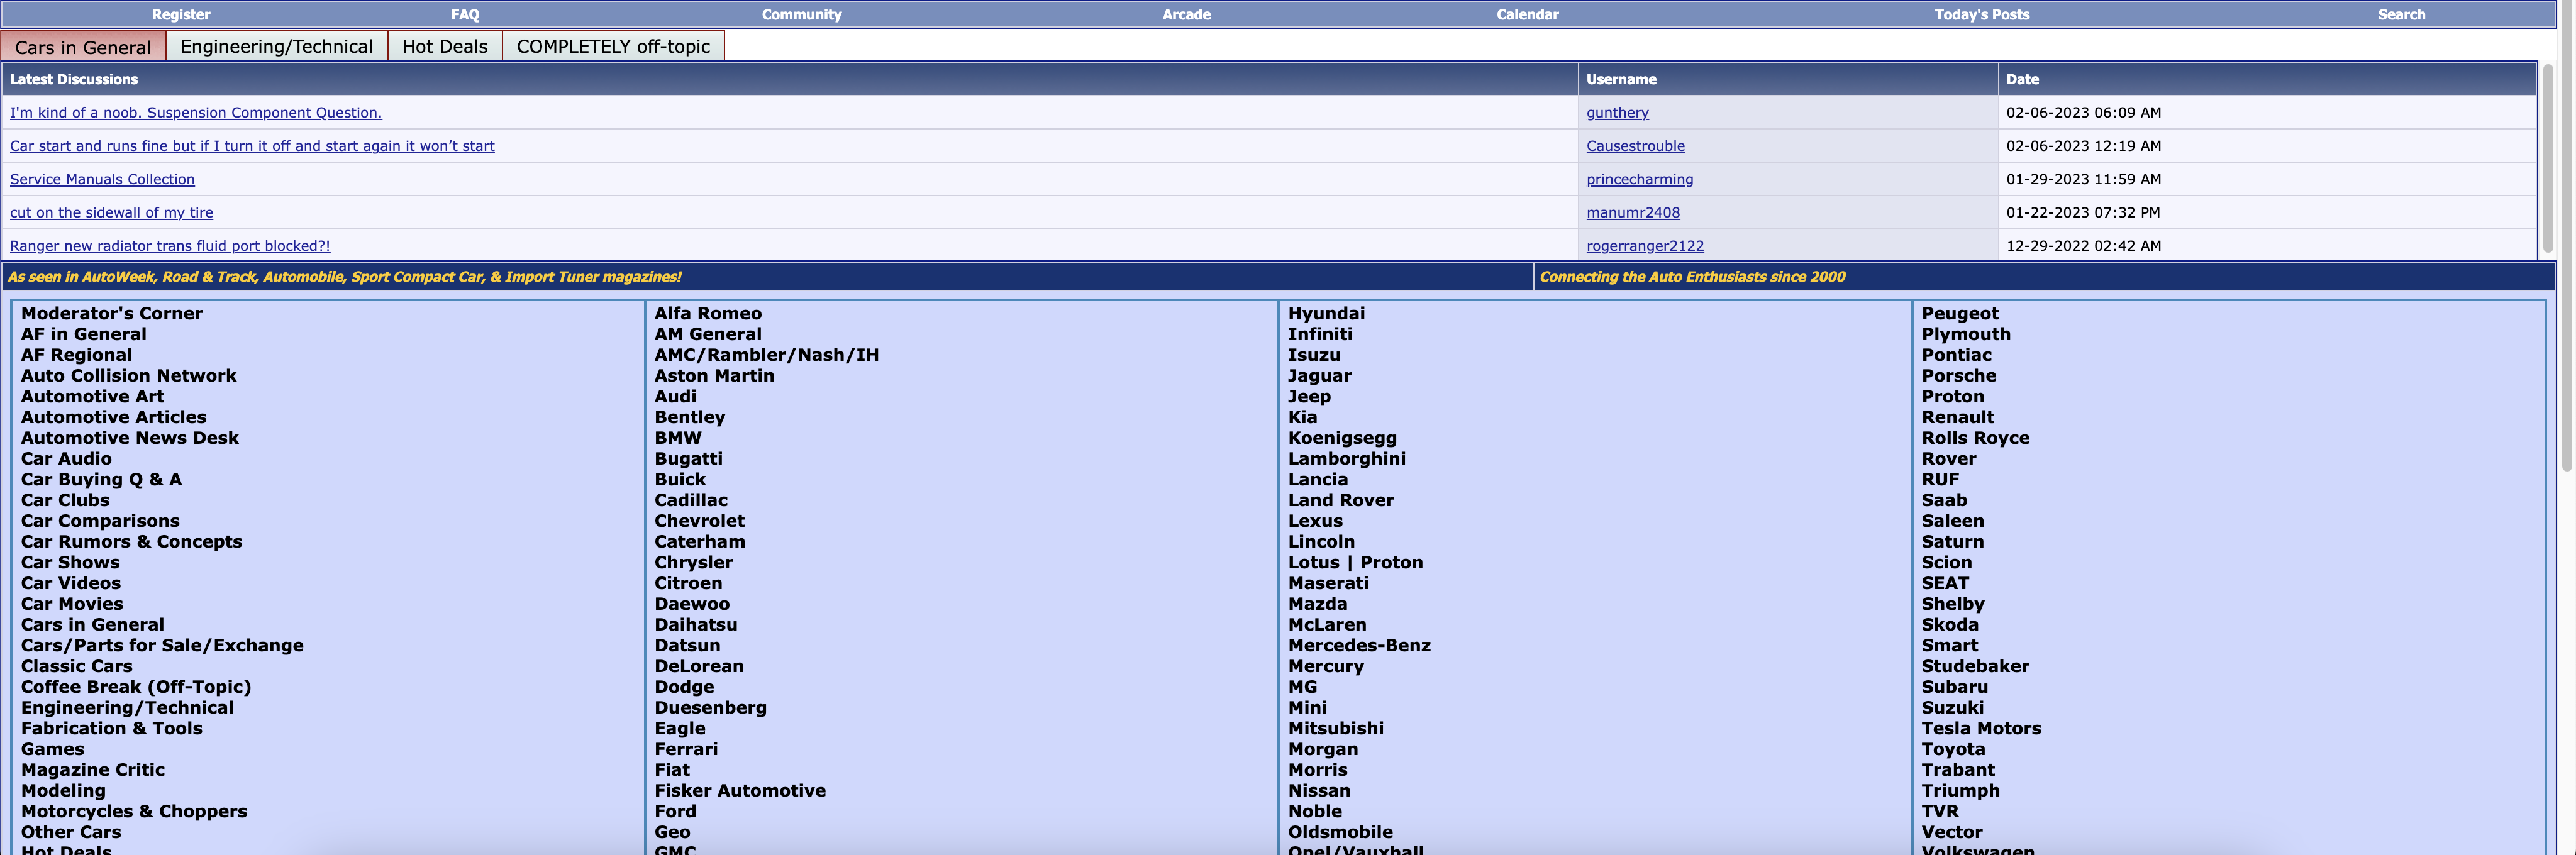 Register FAQ Community Arcade Calendar Today's Posts Search
Cars in General Engineering/Technical Hot Deals COMPLETELY off-topic
Latest Discussions Username Date
I'm kind of a noob. Suspension Component Question. gunthery 02-06-2023 06:09 AM
Car start and runs fine but if I turn it off and start again it won’t start Causestrouble 02-06-2023 12:19 AM
Service Manuals Collection princecharming 01-29-2023 11:59 AM
cut on the sidewall of my tire manumr2408 01-22-2023 07:32 PM
Ranger new radiator trans fluid port blocked?! rogerranger2122 12-29-2022 02:42 AM
As seen in AutoWeek, Road & Track, Automobile, Sport Compact Car, & Import Tuner magazines! Connecting the Auto Enthusiasts since 2000
Moderator's Corner
AF in General
AF Regional
Auto Collision Network
Automotive Art
Automotive Articles
Automotive News Desk
Car Audio
Car Buying Q & A
Car Clubs
Car Comparisons
Car Rumors & Concepts
Car Shows
Car Videos
Car Movies
Cars in General
Cars/Parts for Sale/Exchange
Classic Cars
Coffee Break (Off-Topic)
Engineering/Technical
Fabrication & Tools
Games
Magazine Critic
Modeling
Motorcycles & Choppers
Other Cars
Hot Deals
Alfa Romeo
AM General
AMC/Rambler/Nash/IH
Aston Martin
Audi
Bentley
BMW
Bugatti
Buick
Cadillac
Chevrolet
Caterham
Chrysler
Citroen
Daewoo
Daihatsu
Datsun
DeLorean
Dodge
Duesenberg
Eagle
Ferrari
Fiat
Fisker Automotive
Ford
Geo
GMC
Hyundai
Infiniti
Isuzu
Jaguar
Jeep
Kia
Koenigsegg
Lamborghini
Lancia
Land Rover
Lexus
Lincoln
Lotus | Proton
Maserati
Mazda
McLaren
Mercedes-Benz
Mercury
MG
Mini
Mitsubishi
Morgan
Morris
Nissan
Noble
Oldsmobile
Opel/Vauxhall
Peugeot
Plymouth
Pontiac
Porsche
Proton
Renault
Rolls Royce
Rover
RUF
Saab
Saleen
Saturn
Scion
SEAT
Shelby
Skoda
Smart
Studebaker
Subaru
Suzuki
Tesla Motors
Toyota
Trabant
Triumph
TVR
Vector
Volkswagen